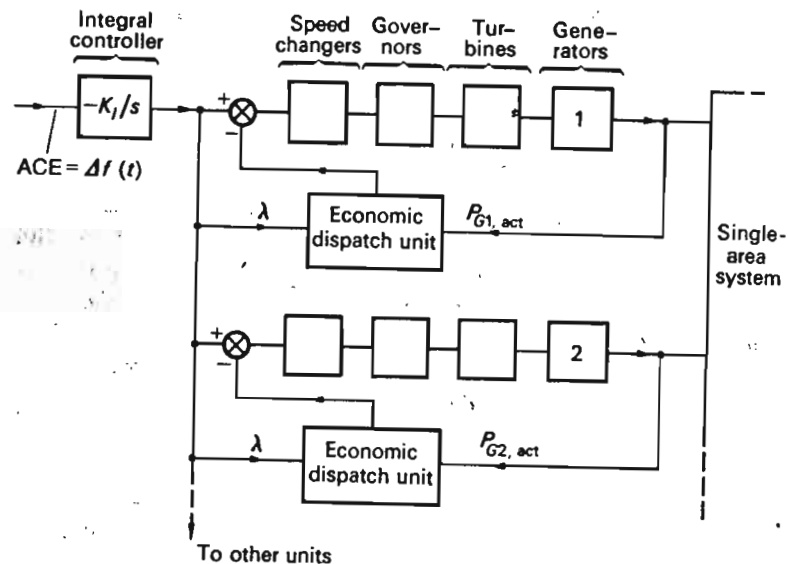 Integral
controller
Speed
changers
Gover-
nors
Tur-
bines
Gene-
rators
−K_I/s
+
−
1
ACE = Δf (t)
λ
Economic
dispatch unit
P_G1, act
Single-
area
system
+
−
2
λ
Economic
dispatch unit
P_G2, act
To other units